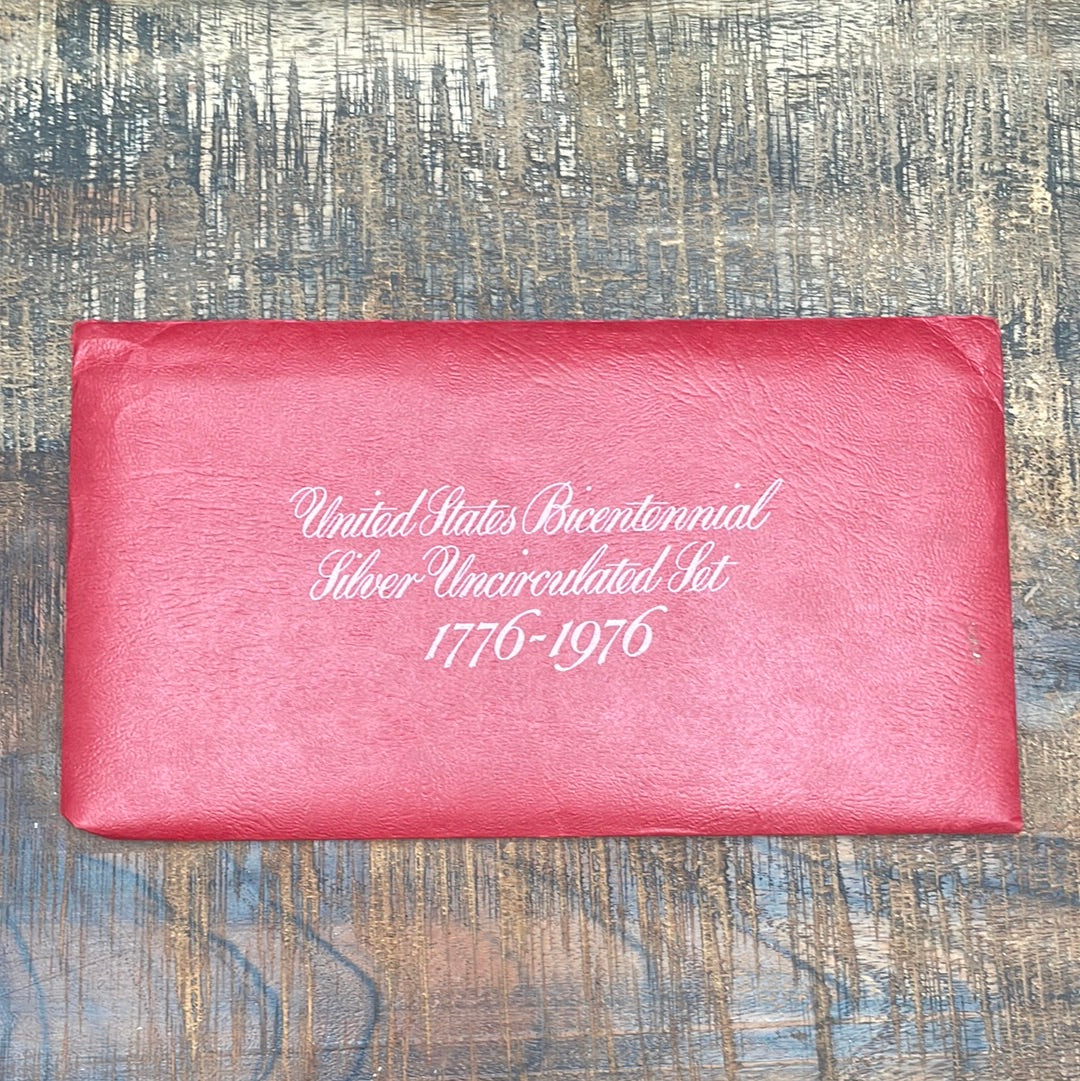 United States Bicentennial
Silver Uncirculated Set
1776-1976